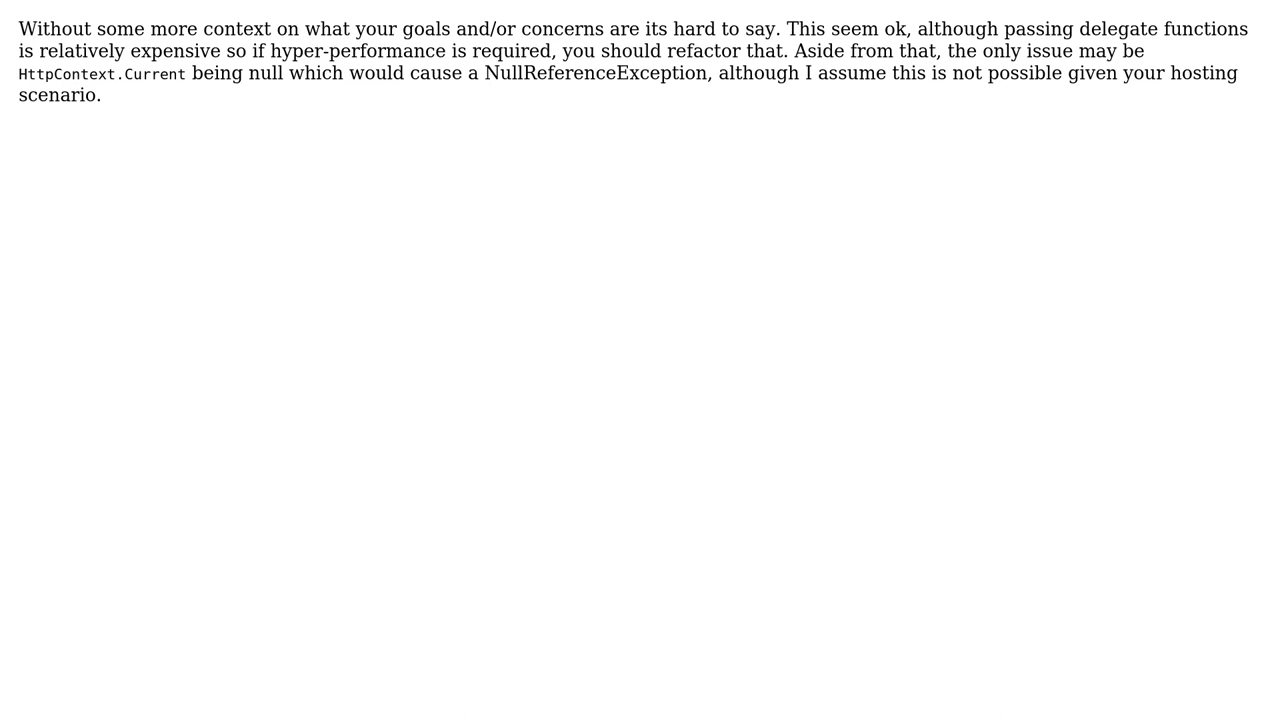 Without some more context on what your goals and/or concerns are its hard to say. This seem ok, although passing delegate functions
is relatively expensive so if hyper-performance is required, you should refactor that. Aside from that, the only issue may be
HttpContext.Current being null which would cause a NullReferenceException, although I assume this is not possible given your hosting
scenario.